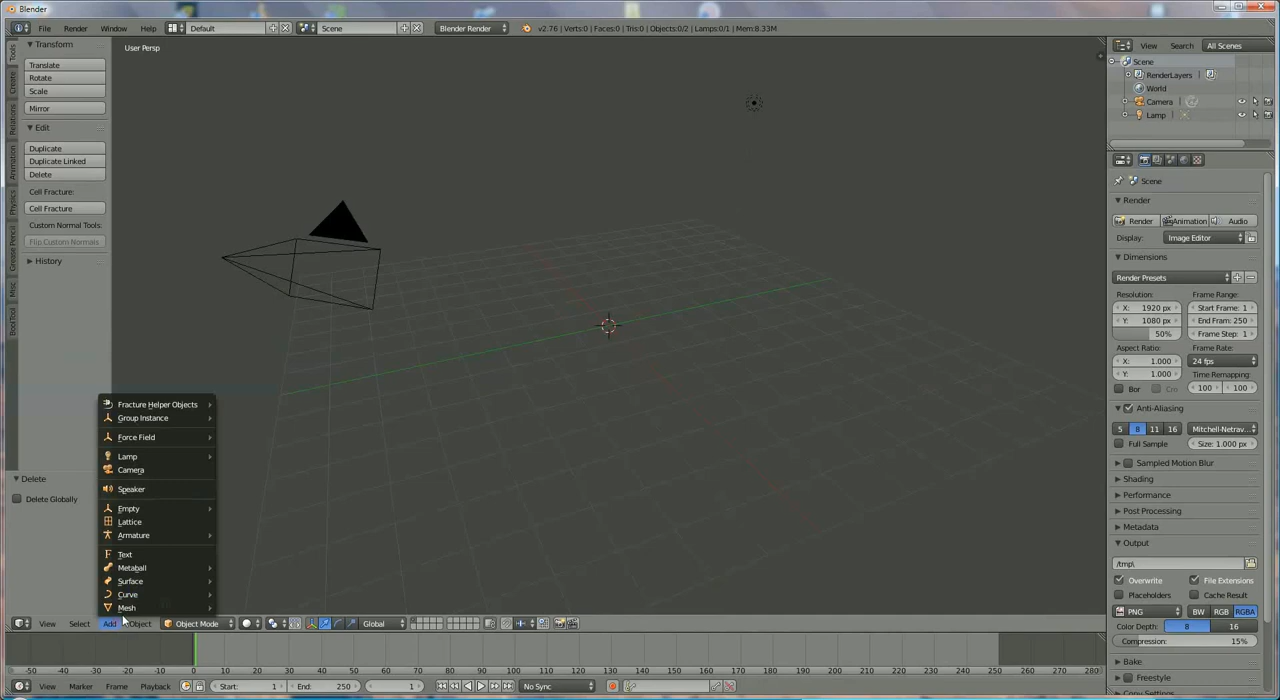 Blender
File Render Window Help Default Scene Blender Render v2.76 | Verts:0 | Faces:0 | Tris:0 | Objects:0/2 | Lamps:0/1 | Mem:8.33M
Tools
Create
Relations
Animation
Physics
Grease Pencil
Misc
BoolTool
Transform
Translate
Rotate
Scale
Mirror
Edit
Duplicate
Duplicate Linked
Delete
Cell Fracture:
Cell Fracture
Custom Normal Tools:
Flip Custom Normals
History
Delete
Delete Globally
User Persp
Fracture Helper Objects
Group Instance
Force Field
Lamp
Camera
Speaker
Empty
Lattice
Armature
Text
Metaball
Surface
Curve
Mesh
View Select Add Object Object Mode Global
-50 -40 -30 -20 -10 0 10 20 30 40 50 60 70 80 90 100 110 120 130 140 150 160 170 180 190 200 210 220 230 240 250 260 270 280
View Marker Frame Playback Start: 1 End: 250 1 No Sync
View Search All Scenes
Scene
RenderLayers
World
Camera
Lamp
Scene
Render
Render Animation Audio
Display: Image Editor
Dimensions
Render Presets
Resolution: Frame Range:
X: 1920 px Start Frame: 1
Y: 1080 px End Fram: 250
50% Frame Step: 1
Aspect Ratio: Frame Rate:
X: 1.000 24 fps
Y: 1.000 Time Remapping:
Bor Cro 100 100
Anti-Aliasing
5 8 11 16 Mitchell-Netrav...
Full Sample Size: 1.000 px
Sampled Motion Blur
Shading
Performance
Post Processing
Metadata
Output
/tmp\
Overwrite File Extensions
Placeholders Cache Result
PNG BW RGB RGBA
Color Depth: 8 16
Compression: 15%
Bake
Freestyle